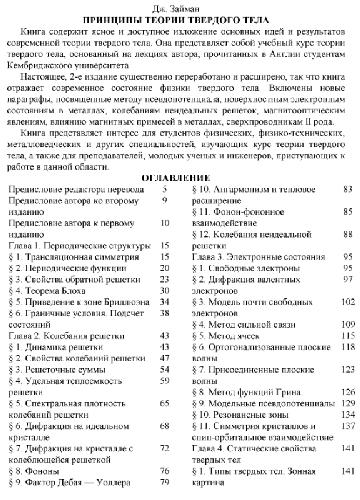 Дж. Займан
ПРИНЦИПЫ ТЕОРИИ ТВЕРДОГО ТЕЛА
Книга содержит ясное и доступное изложение основных идей и результатов
современной теории твердого тела. Она представляет собой учебный курс теории
твердого тела, основанный на лекциях автора, прочитанных в Англии студентам
Кембриджского университета
Настоящее, 2-е издание существенно переработано и расширено, так что книга
отражает современное состояние физики твердого тела. Включены новые
параграфы, посвященные методу псевдопотенциала, поверхностным электронным
состояниям в металлах, колебаниям неидеальных решеток, магнитооптическим
явлениям, влиянию магнитных примесей в металлах, сверхпроводникам II рода.
Книга представляет интерес для студентов физических, физико-технических,
металловедческих и других специальностей, изучающих курс теории твердого
тела, а также для преподавателей, молодых ученых и инженеров, приступающих к
работе в данной области.
ОГЛАВЛЕНИЕ
Предисловие редактора перевода 5
Предисловие автора ко второму 9
изданию
Предисловие автора к первому 10
изданию
Глава 1. Периодические структуры 15
§ 1. Трансляционная симметрия 15
§ 2. Периодические функции 20
§ 3. Свойства обратной решетки 23
§ 4. Теорема Блоха 30
§ 5. Приведение к зоне Бриллюэна 34
§ 6. Граничные условия. Подсчет 38
состояний
Глава 2. Колебания решетки 43
§ 1. Динамика решетки 43
§ 2. Свойства колебаний решетки 47
§ 3. Решеточные суммы 54
§ 4. Удельная теплоемкость 59
решетки
§ 5. Спектральная плотность 65
колебаний решетки
§ 6. Дифракция на идеальном 68
кристалле
§ 7. Дифракция на кристалле с 72
колеблющейся решеткой
§ 8. Фононы 76
§ 9. Фактор Дебая — Уоллера 79
§ 10. Ангармонизм и тепловое 83
расширение
§ 11. Фонон-фононное 85
взаимодействие
§ 12. Колебания неидеальной 88
решетки
Глава 3. Электронные состояния 95
§ 1. Свободные электроны 95
§ 2. Дифракция валентных 97
электронов
§ 3. Модель почти свободных 102
электронов
§ 4. Метод сильной связи 109
§ 5. Метод ячеек 115
§ 6. Ортогонализированные плоские 118
волны
§ 7. Присоединенные плоские 123
волны
§ 8. Метод функций Грина 126
§ 9. Модельные псевдопотенциалы 129
§ 10. Резонансные зоны 134
§ 11. Симметрия кристаллов и 137
спин-орбитальное взаимодействие
Глава 4. Статические свойства 141
твердых тел
§ 1. Типы твердых тел. Зонная 141
картина